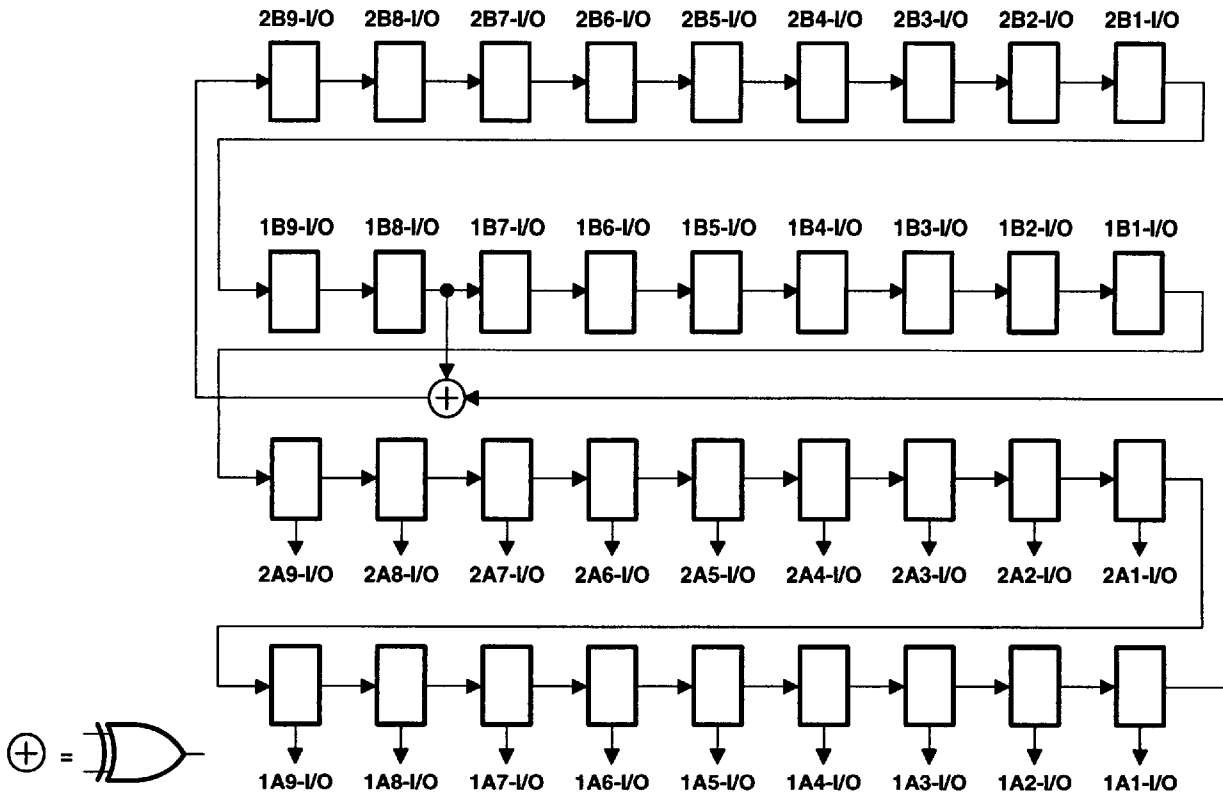 2B9-I/O 2B8-I/O 2B7-I/O 2B6-I/O 2B5-I/O 2B4-I/O 2B3-I/O 2B2-I/O 2B1-I/O
1B9-I/O 1B8-I/O 1B7-I/O 1B6-I/O 1B5-I/O 1B4-I/O 1B3-I/O 1B2-I/O 1B1-I/O
2A9-I/O 2A8-I/O 2A7-I/O 2A6-I/O 2A5-I/O 2A4-I/O 2A3-I/O 2A2-I/O 2A1-I/O
=
1A9-I/O 1A8-I/O 1A7-I/O 1A6-I/O 1A5-I/O 1A4-I/O 1A3-I/O 1A2-I/O 1A1-I/O